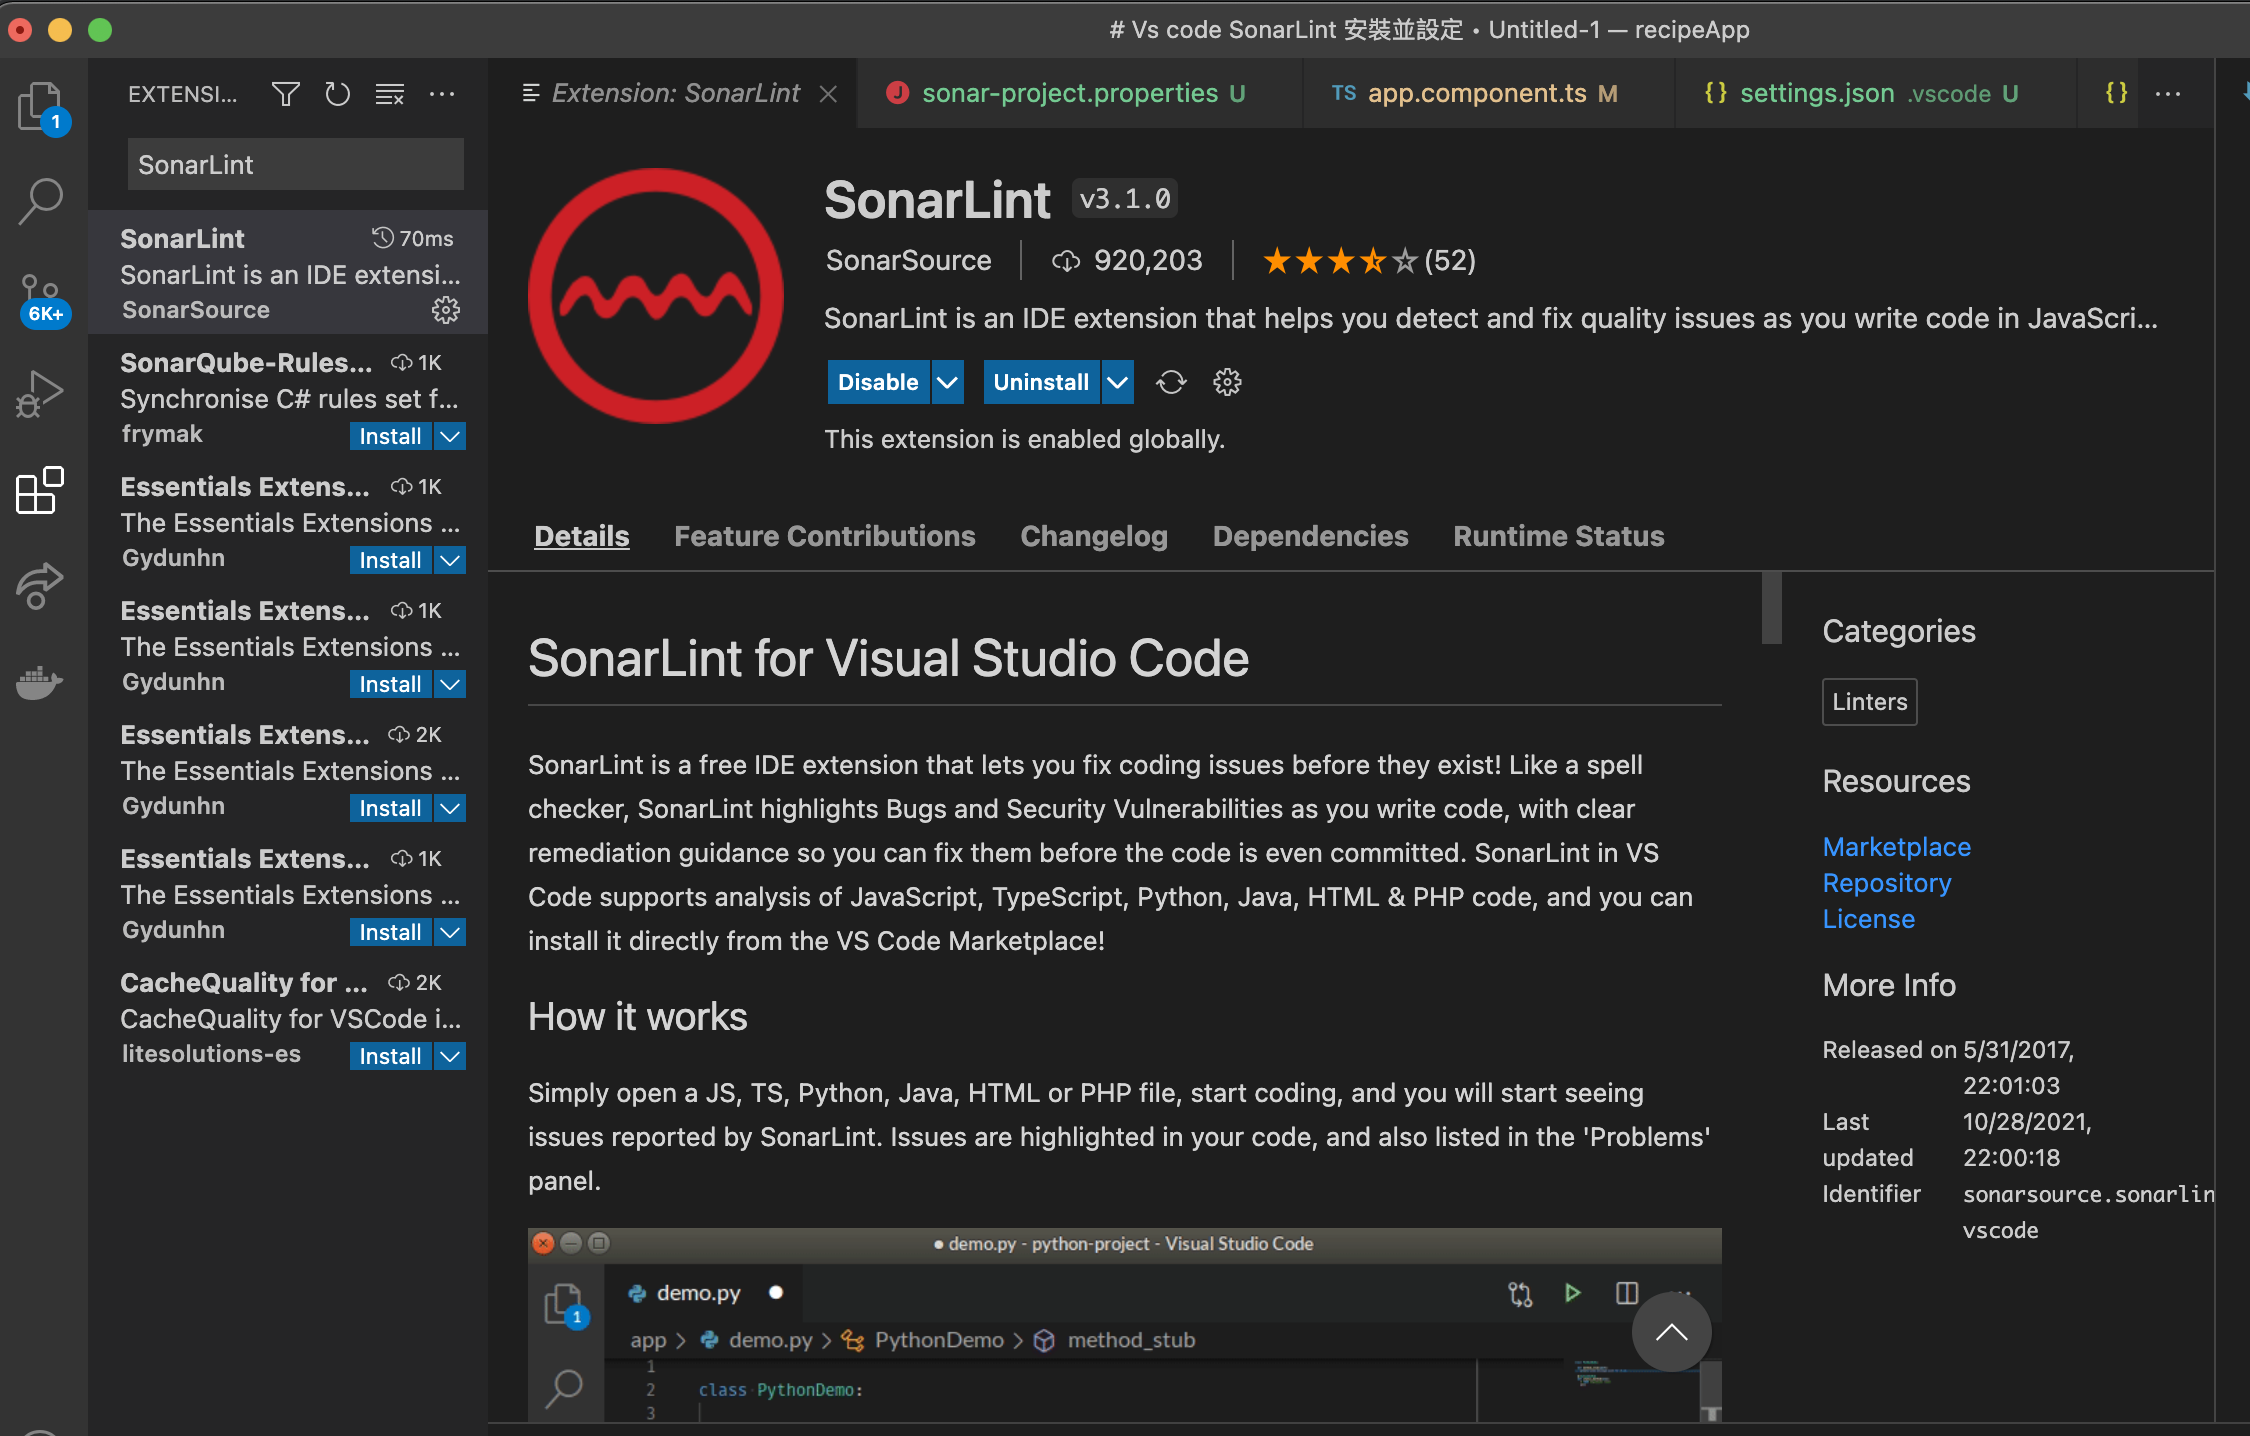 # Vs code SonarLint 安裝並設定 • Untitled-1 — recipeApp
EXTENSI...
SonarLint
1
6K+
SonarLint 70ms
SonarLint is an IDE extensi...
SonarSource
SonarQube-Rules... 1K
Synchronise C# rules set f...
frymak Install
Essentials Extens... 1K
The Essentials Extensions ...
Gydunhn Install
Essentials Extens... 1K
The Essentials Extensions ...
Gydunhn Install
Essentials Extens... 2K
The Essentials Extensions ...
Gydunhn Install
Essentials Extens... 1K
The Essentials Extensions ...
Gydunhn Install
CacheQuality for ... 2K
CacheQuality for VSCode i...
litesolutions-es Install
Extension: SonarLint
sonar-project.properties U
TS app.component.ts M
{} settings.json .vscode U
{} ...
SonarLint v3.1.0
SonarSource 920,203 (52)
SonarLint is an IDE extension that helps you detect and fix quality issues as you write code in JavaScri...
Disable Uninstall
This extension is enabled globally.
Details Feature Contributions Changelog Dependencies Runtime Status
SonarLint for Visual Studio Code
SonarLint is a free IDE extension that lets you fix coding issues before they exist! Like a spell
checker, SonarLint highlights Bugs and Security Vulnerabilities as you write code, with clear
remediation guidance so you can fix them before the code is even committed. SonarLint in VS
Code supports analysis of JavaScript, TypeScript, Python, Java, HTML & PHP code, and you can
install it directly from the VS Code Marketplace!
How it works
Simply open a JS, TS, Python, Java, HTML or PHP file, start coding, and you will start seeing
issues reported by SonarLint. Issues are highlighted in your code, and also listed in the 'Problems'
panel.
● demo.py - python-project - Visual Studio Code
1
demo.py
app > demo.py > PythonDemo > method_stub
1
2 class PythonDemo:
3
Categories
Linters
Resources
Marketplace
Repository
License
More Info
Released on 5/31/2017,
22:01:03
Last 10/28/2021,
updated 22:00:18
Identifier sonarsource.sonarlin
vscode